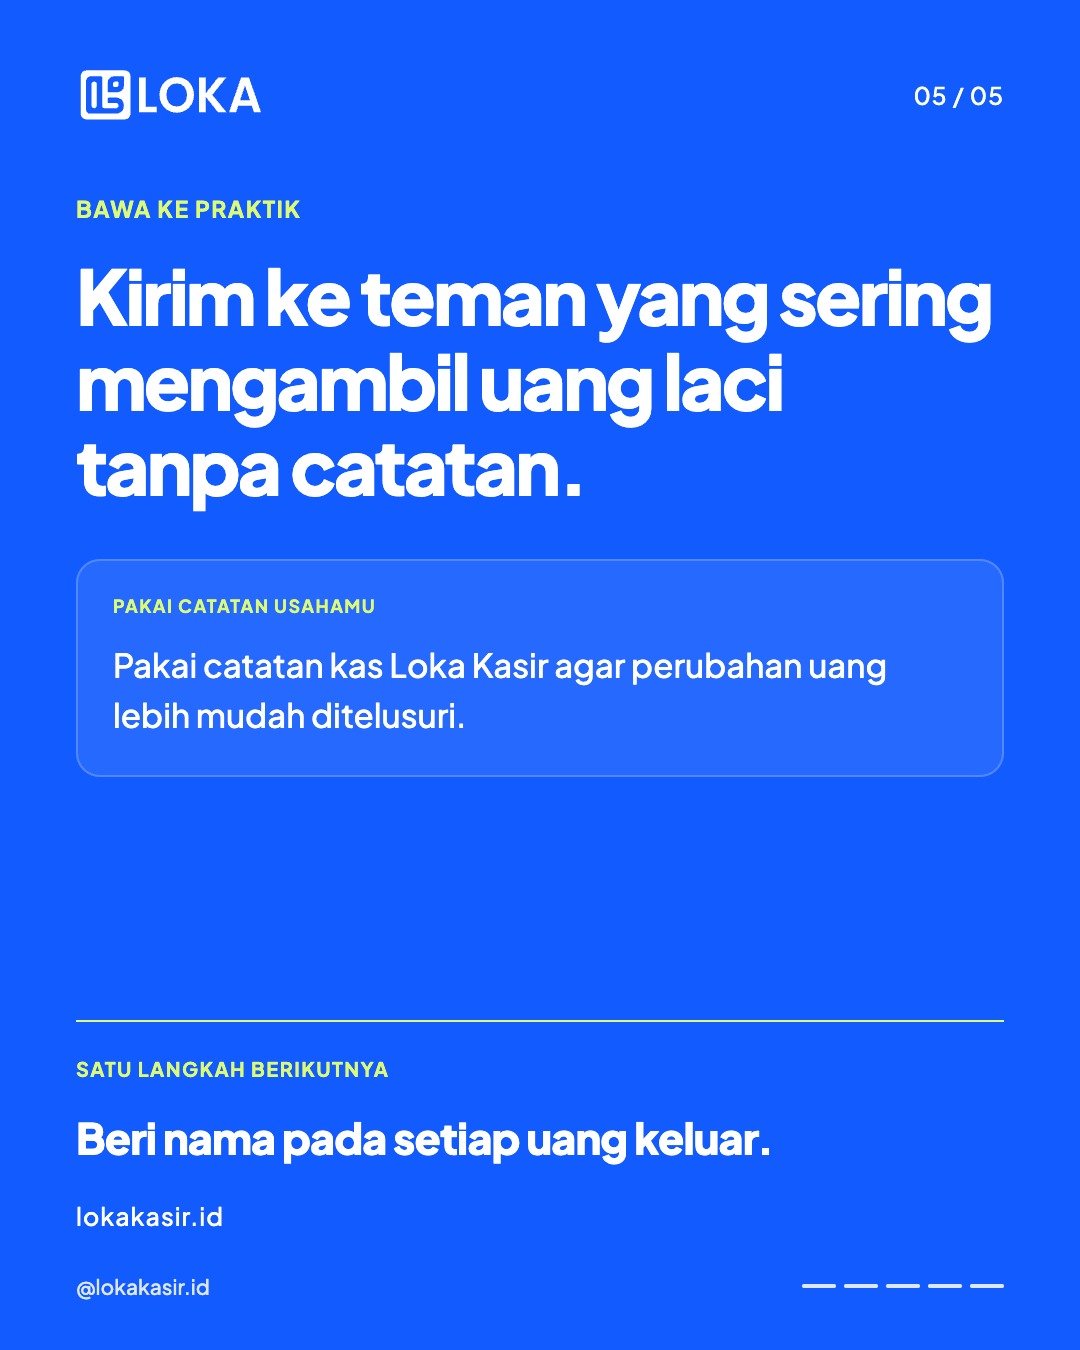 LOKA
05 / 05
BAWA KE PRAKTIK
Kirim ke teman yang sering
mengambil uang laci
tanpa catatan.
PAKAI CATATAN USAHAMU
Pakai catatan kas Loka Kasir agar perubahan uang
lebih mudah ditelusuri.
SATU LANGKAH BERIKUTNYA
Beri nama pada setiap uang keluar.
lokakasir.id
@lokakasir.id